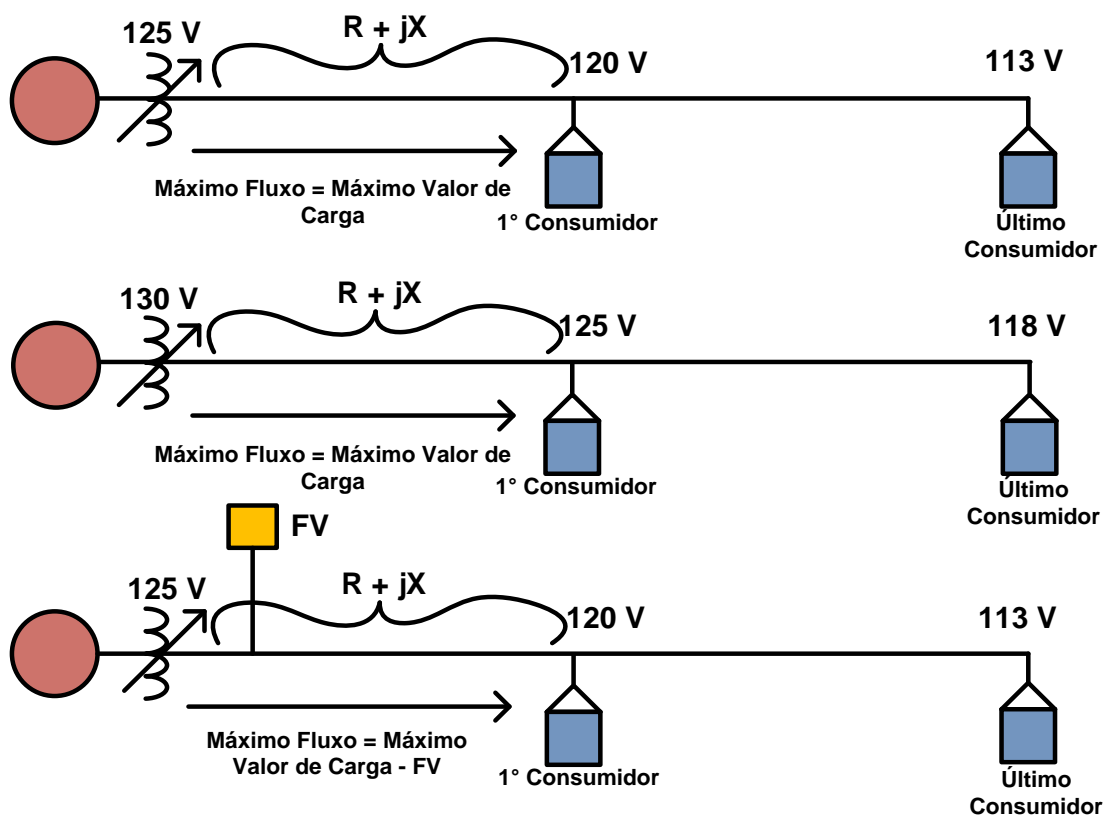 125 V
R + jX
120 V
113 V
Máximo Fluxo = Máximo Valor de
Carga
1° Consumidor
Último
Consumidor
130 V
R + jX
125 V
118 V
Máximo Fluxo = Máximo Valor de
Carga
1° Consumidor
Último
Consumidor
FV
125 V
R + jX
120 V
113 V
Máximo Fluxo = Máximo
Valor de Carga - FV
1° Consumidor
Último
Consumidor